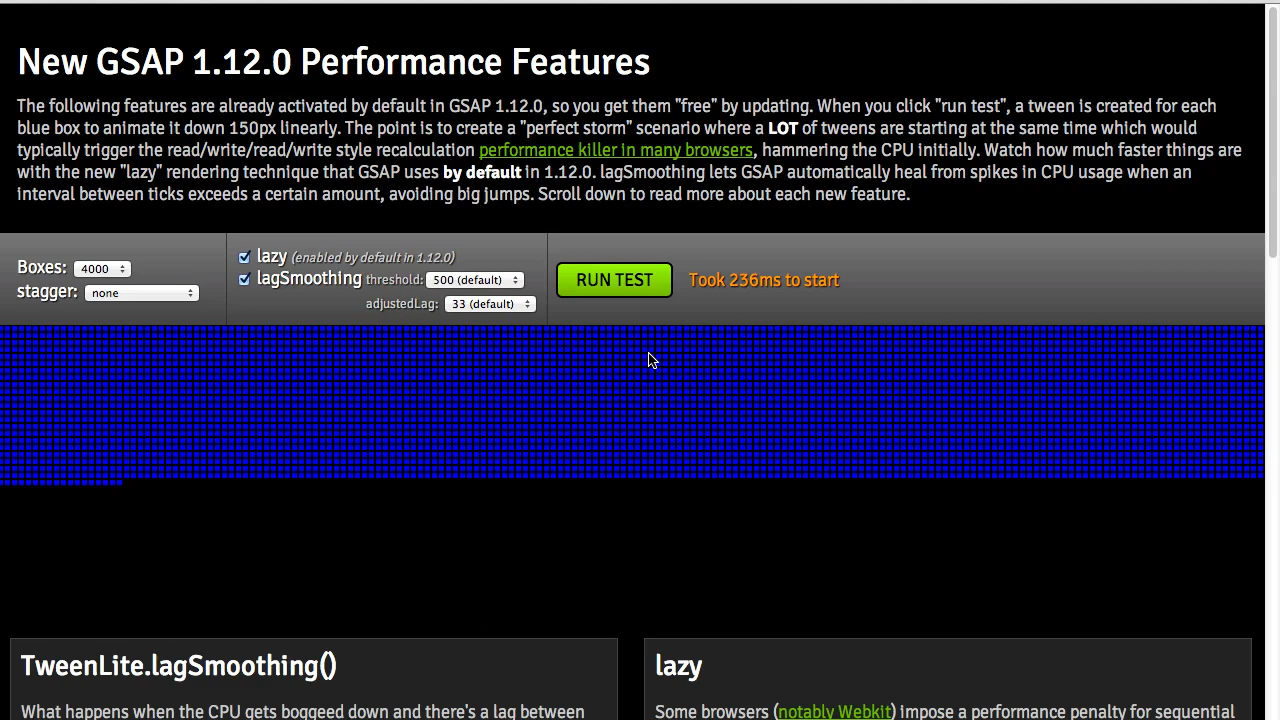 New GSAP 1.12.0 Performance Features
The following features are already activated by default in GSAP 1.12.0, so you get them "free" by updating. When you click "run test", a tween is created for each
blue box to animate it down 150px linearly. The point is to create a "perfect storm" scenario where a LOT of tweens are starting at the same time which would
typically trigger the read/write/read/write style recalculation performance killer in many browsers, hammering the CPU initially. Watch how much faster things are
with the new "lazy" rendering technique that GSAP uses by default in 1.12.0. lagSmoothing lets GSAP automatically heal from spikes in CPU usage when an
interval between ticks exceeds a certain amount, avoiding big jumps. Scroll down to read more about each new feature.
Boxes: 4000
stagger: none
lazy (enabled by default in 1.12.0)
lagSmoothing threshold: 500 (default)
adjustedLag: 33 (default)
RUN TEST
Took 236ms to start
TweenLite.lagSmoothing()
What happens when the CPU gets bogged down and there's a lag between
lazy
Some browsers (notably Webkit) impose a performance penalty for sequential